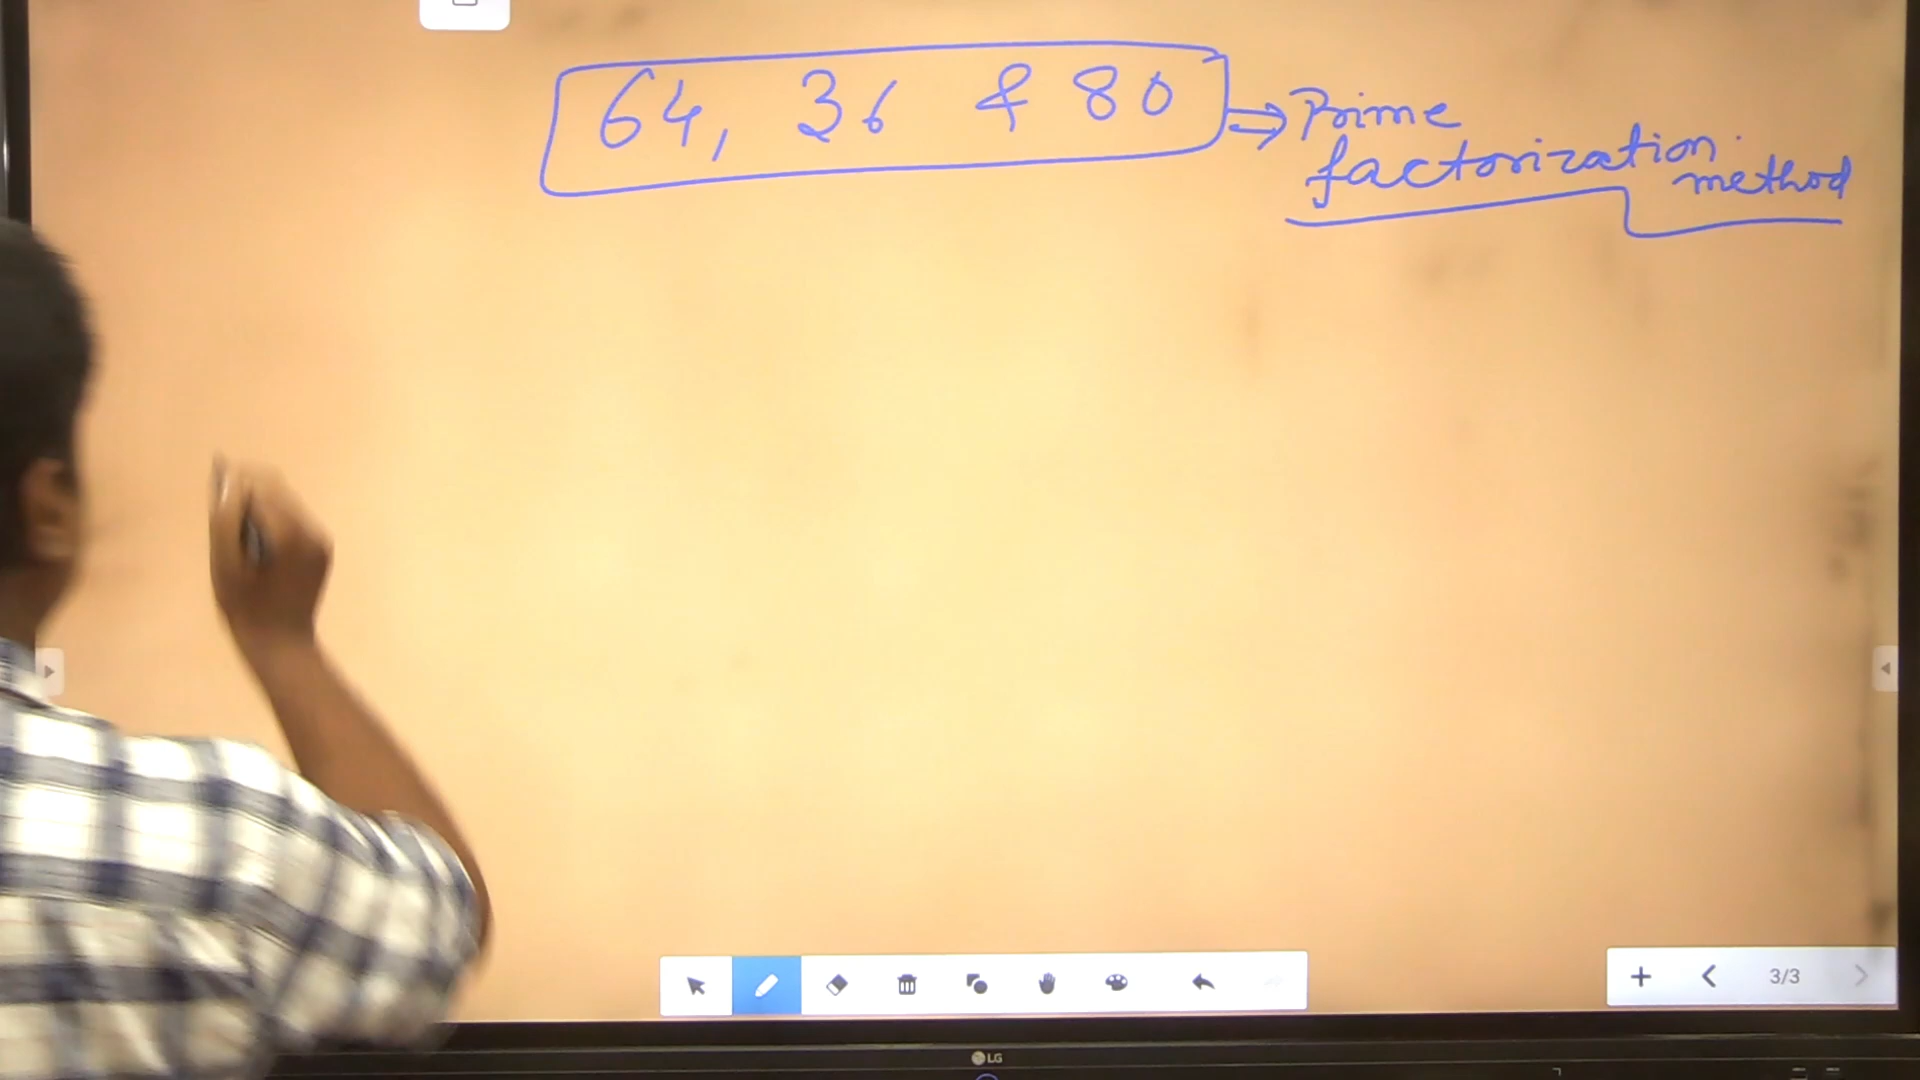 64, 36 & 80 ⇒ Prime
factorization
method
3/3
LG